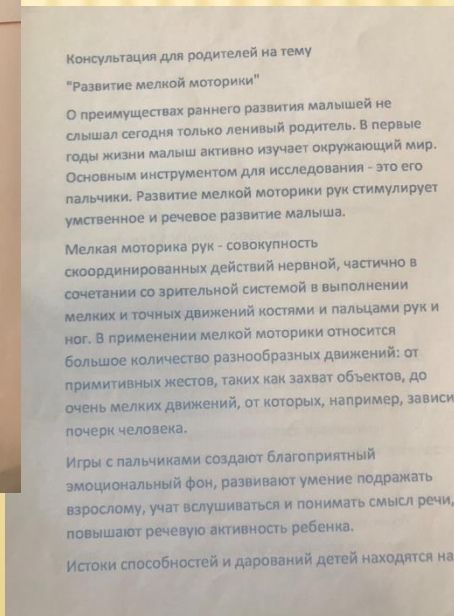 Консультация для родителей на тему
"Развитие мелкой моторики"
О преимуществах раннего развития малышей не
слышал сегодня только ленивый родитель. В первые
годы жизни малыш активно изучает окружающий мир.
Основным инструментом для исследования - это его
пальчики. Развитие мелкой моторики рук стимулирует
умственное и речевое развитие малыша.
Мелкая моторика рук - совокупность
скоординированных действий нервной, частично в
сочетании со зрительной системой в выполнении
мелких и точных движений костями и пальцами рук и
ног. В применении мелкой моторики относится
большое количество разнообразных движений: от
примитивных жестов, таких как захват объектов, до
очень мелких движений, от которых, например, зависи
почерк человека.
Игры с пальчиками создают благоприятный
эмоциональный фон, развивают умение подражать
взрослому, учат вслушиваться и понимать смысл речи,
повышают речевую активность ребенка.
Истоки способностей и дарований детей находятся на